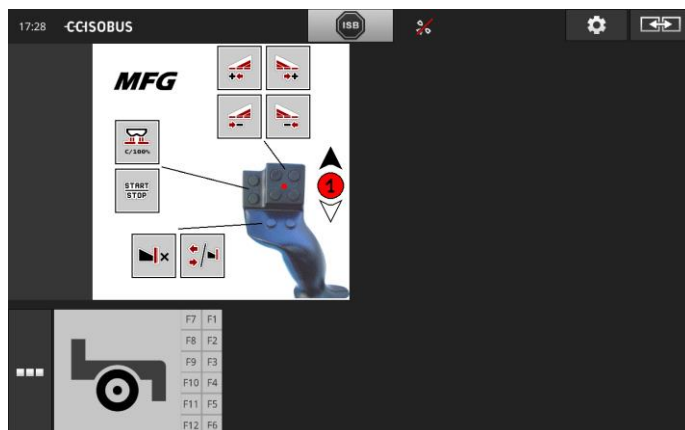 17:28 CCISOBUS ISB
MFG
C/100%
START
STOP
1
F7 F1
F8 F2
F9 F3
F10 F4
F11 F5
F12 F6